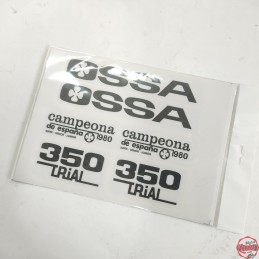 OSSA
OSSA
campeona campeona
de españa 1980 de españa 1980
350 350
TRIAL TRIAL